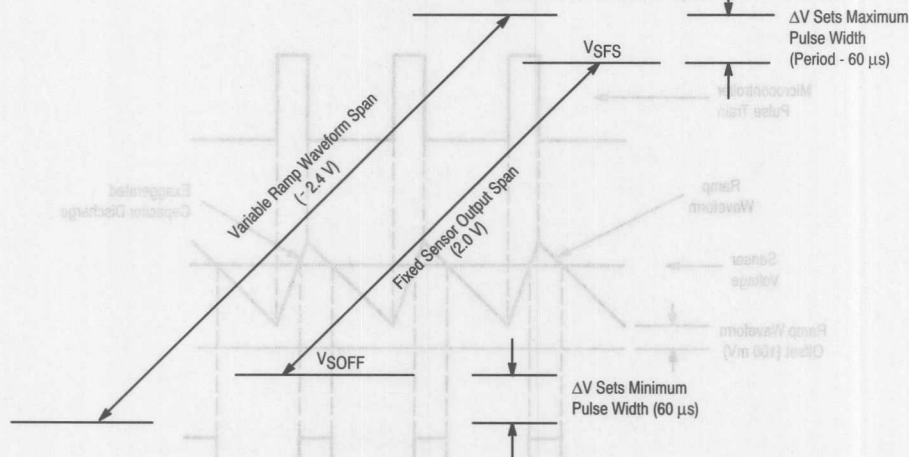 ΔV Sets Maximum
Pulse Width
(Period - 60 µs)
VSFS
Microcontroller
Pulse Train
Variable Ramp Waveform Span
(- 2.4 V)
Exaggerated
Capacitor Discharge
Ramp
Waveform
Fixed Sensor Output Span
(2.0 V)
Sensor
Voltage
Ramp Waveform
Offset (100 mV)
VSOFF
ΔV Sets Minimum
Pulse Width (60 µs)